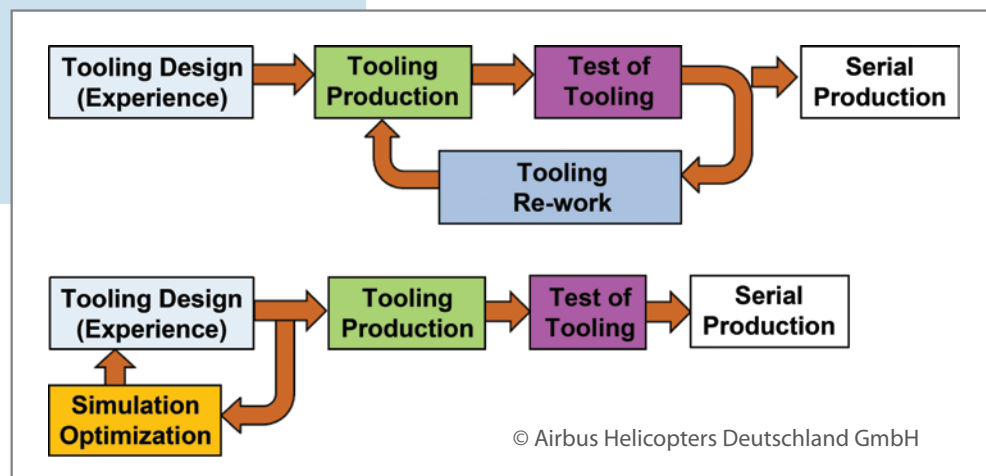 Tooling Design
(Experience)
Tooling
Production
Test of
Tooling
Serial
Production
Tooling
Re-work
Tooling Design
(Experience)
Tooling
Production
Test of
Tooling
Serial
Production
Simulation
Optimization
© Airbus Helicopters Deutschland GmbH